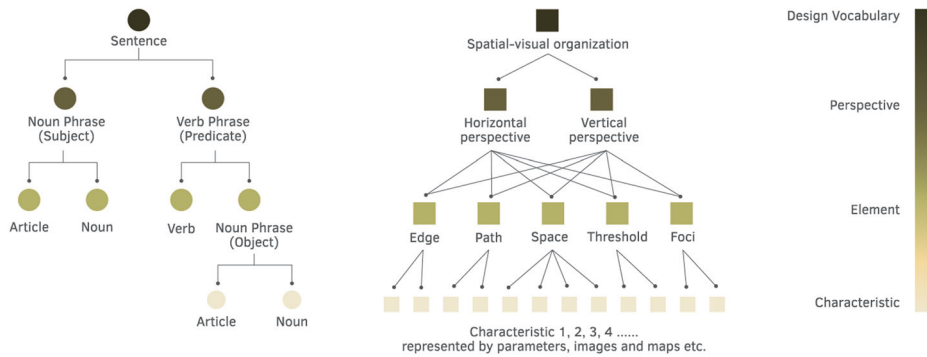 Sentence
Noun Phrase
(Subject)
Verb Phrase
(Predicate)
Article
Noun
Verb
Noun Phrase
(Object)
Article
Noun
Spatial-visual organization
Horizontal
perspective
Vertical
perspective
Edge
Path
Space
Threshold
Foci
Characteristic 1, 2, 3, 4 ......
represented by parameters, images and maps etc.
Design Vocabulary
Perspective
Element
Characteristic